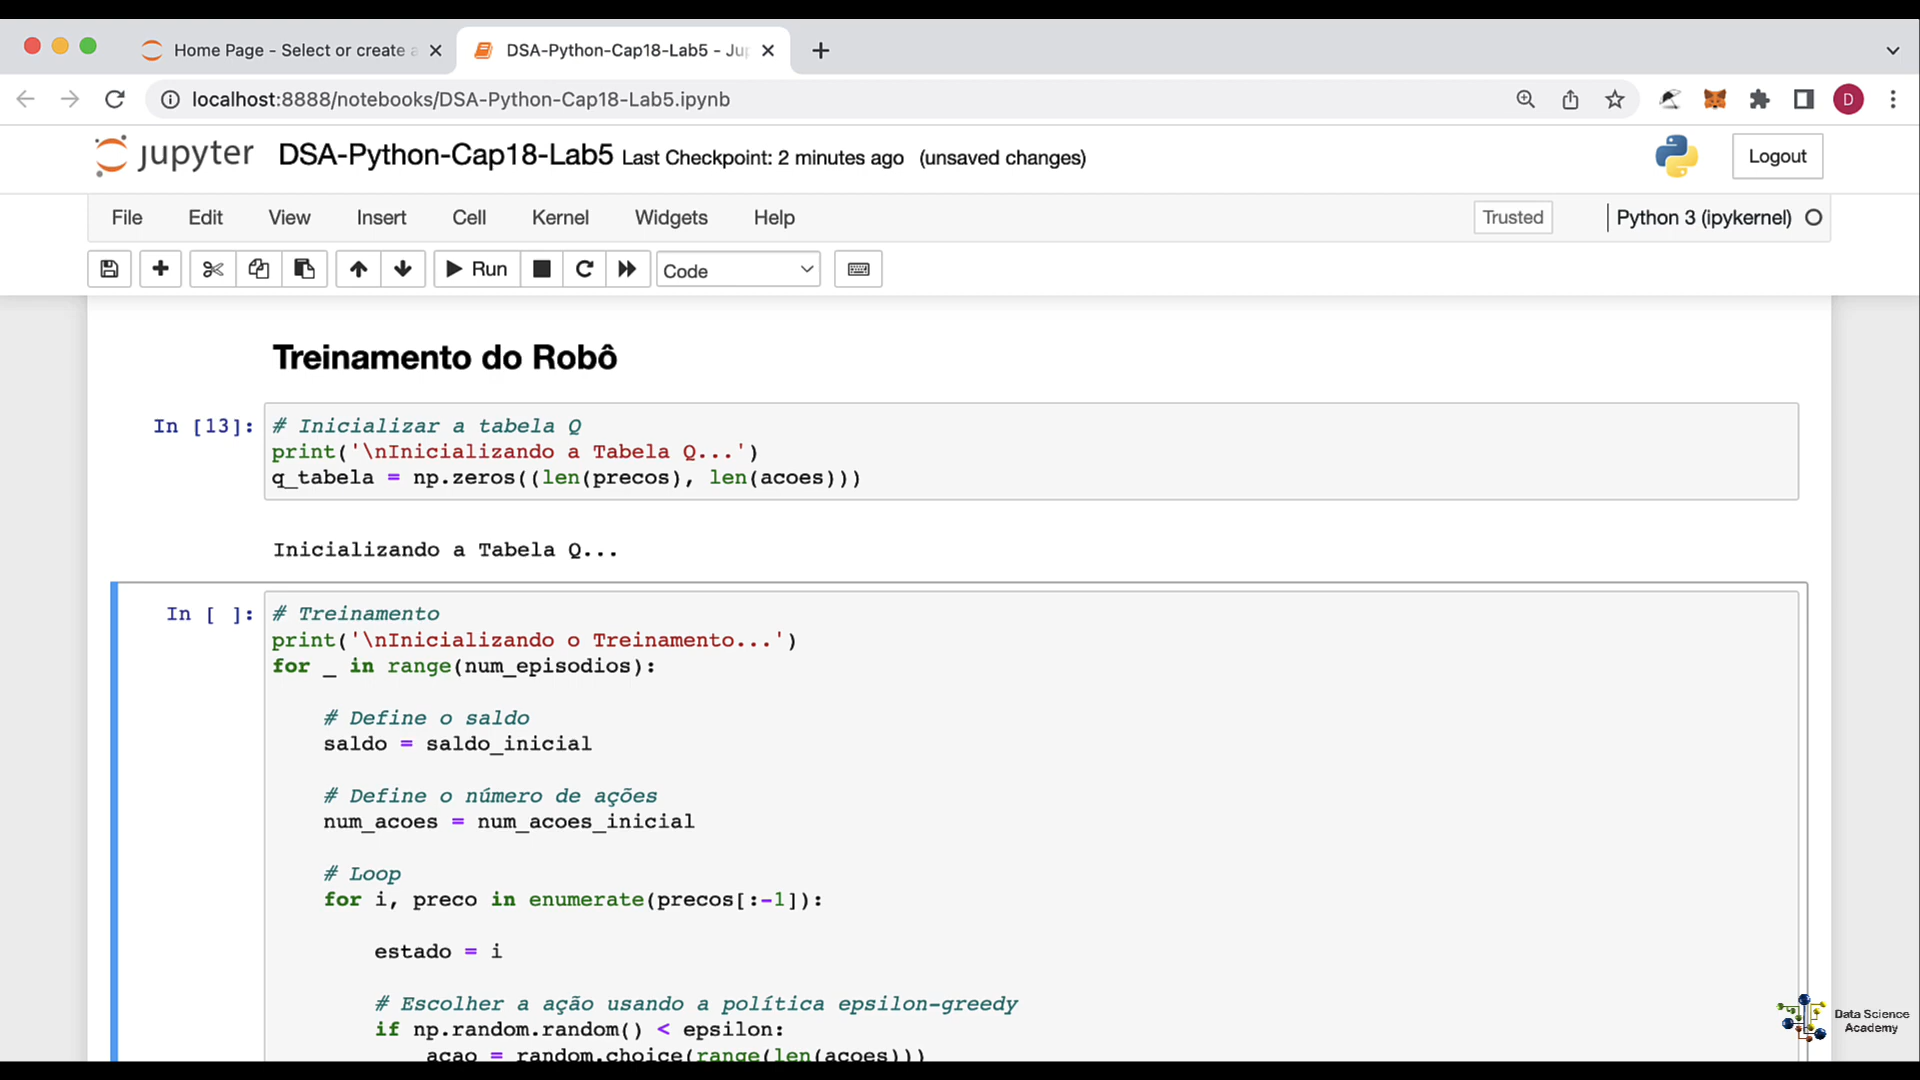 Home Page - Select or create a
DSA-Python-Cap18-Lab5 - Ju
localhost:8888/notebooks/DSA-Python-Cap18-Lab5.ipynb
D
jupyter DSA-Python-Cap18-Lab5 Last Checkpoint: 2 minutes ago (unsaved changes)
Logout
File Edit View Insert Cell Kernel Widgets Help
Trusted
Python 3 (ipykernel)
Run
Code
Treinamento do Robô
In [13]:
# Inicializar a tabela Q
print('\nInicializando a Tabela Q...')
q_tabela = np.zeros((len(precos), len(acoes)))
Inicializando a Tabela Q...
In [ ]:
# Treinamento
print('\nInicializando o Treinamento...')
for _ in range(num_episodios):
# Define o saldo
saldo = saldo_inicial
# Define o número de ações
num_acoes = num_acoes_inicial
# Loop
for i, preco in enumerate(precos[:-1]):
estado = i
# Escolher a ação usando a política epsilon-greedy
if np.random.random() < epsilon:
acao = random.choice(range(len(acoes)))
Data Science
Academy